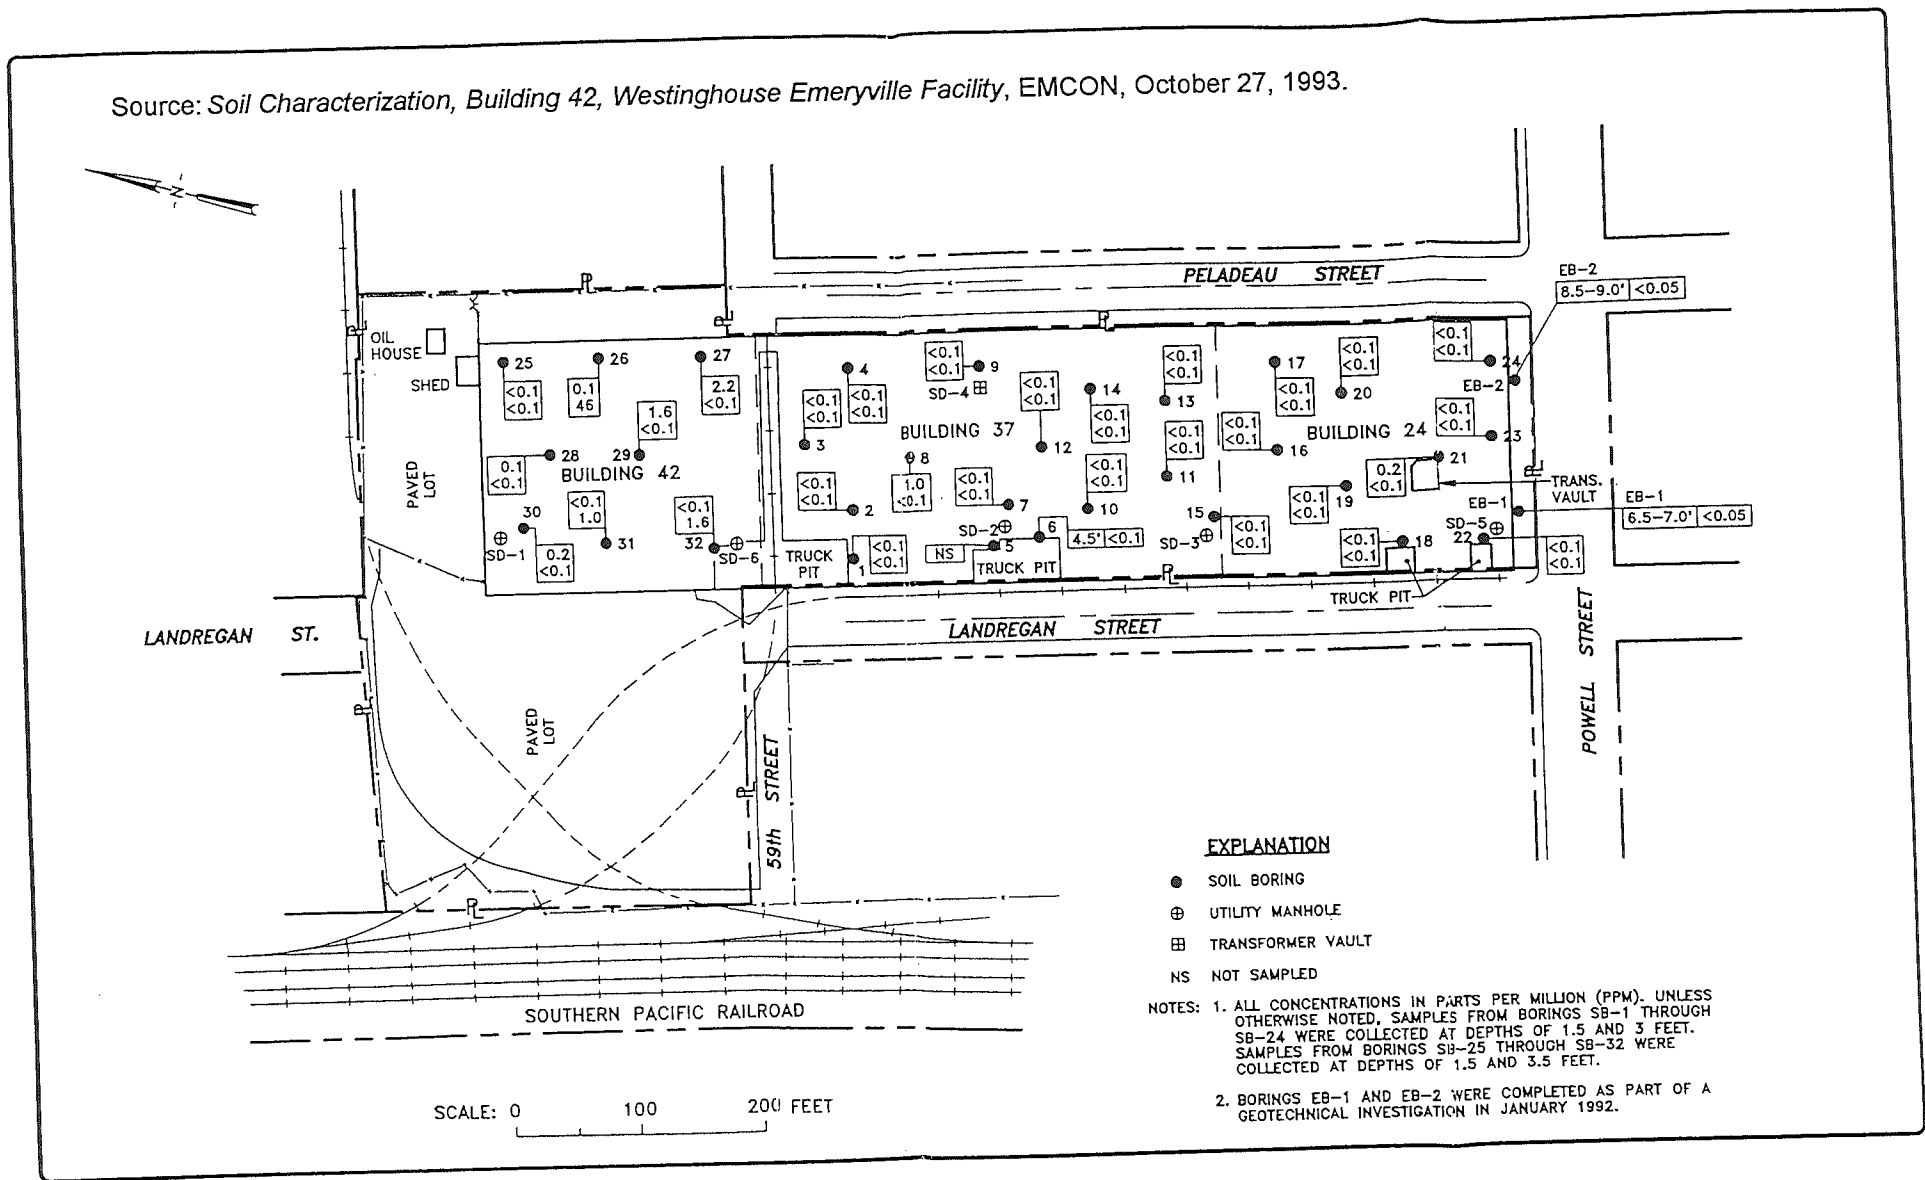 Source: Soil Characterization, Building 42, Westinghouse Emeryville Facility, EMCON, October 27, 1993.
N
PELADEAU STREET
EB-2
8.5-9.0' <0.05
PL
PL
PL
PL
OIL
HOUSE
SHED
PAVED
LOT
25
<0.1
<0.1
26
0.1
46
27
2.2
<0.1
28
0.1
<0.1
29
1.6
<0.1
BUILDING 42
30
0.2
<0.1
SD-1
31
<0.1
1.0
32
<0.1
1.6
SD-6
4
<0.1
<0.1
3
<0.1
<0.1
9
<0.1
<0.1
SD-4
BUILDING 37
8
1.0
<0.1
2
<0.1
<0.1
1
<0.1
<0.1
TRUCK
PIT
7
<0.1
<0.1
SD-2
6
4.5' <0.1
5
NS
TRUCK PIT
12
<0.1
<0.1
14
<0.1
<0.1
10
<0.1
<0.1
13
<0.1
<0.1
11
<0.1
<0.1
15
<0.1
<0.1
SD-3
PL
17
<0.1
<0.1
20
<0.1
<0.1
24
<0.1
<0.1
EB-2
16
<0.1
<0.1
BUILDING 24
23
<0.1
<0.1
21
0.2
<0.1
19
<0.1
<0.1
TRANS.
VAULT
PL
EB-1
EB-1
6.5-7.0' <0.05
SD-5
18
<0.1
<0.1
22
<0.1
<0.1
TRUCK PIT
LANDREGAN ST.
LANDREGAN STREET
POWELL STREET
PL
PAVED
LOT
PL
59th STREET
PL
SOUTHERN PACIFIC RAILROAD
EXPLANATION
SOIL BORING
UTILITY MANHOLE
TRANSFORMER VAULT
NS NOT SAMPLED
NOTES: 1. ALL CONCENTRATIONS IN PARTS PER MILLION (PPM). UNLESS
OTHERWISE NOTED, SAMPLES FROM BORINGS SB-1 THROUGH
SB-24 WERE COLLECTED AT DEPTHS OF 1.5 AND 3 FEET.
SAMPLES FROM BORINGS SB-25 THROUGH SB-32 WERE
COLLECTED AT DEPTHS OF 1.5 AND 3.5 FEET.
2. BORINGS EB-1 AND EB-2 WERE COMPLETED AS PART OF A
GEOTECHNICAL INVESTIGATION IN JANUARY 1992.
SCALE: 0 100 200 FEET